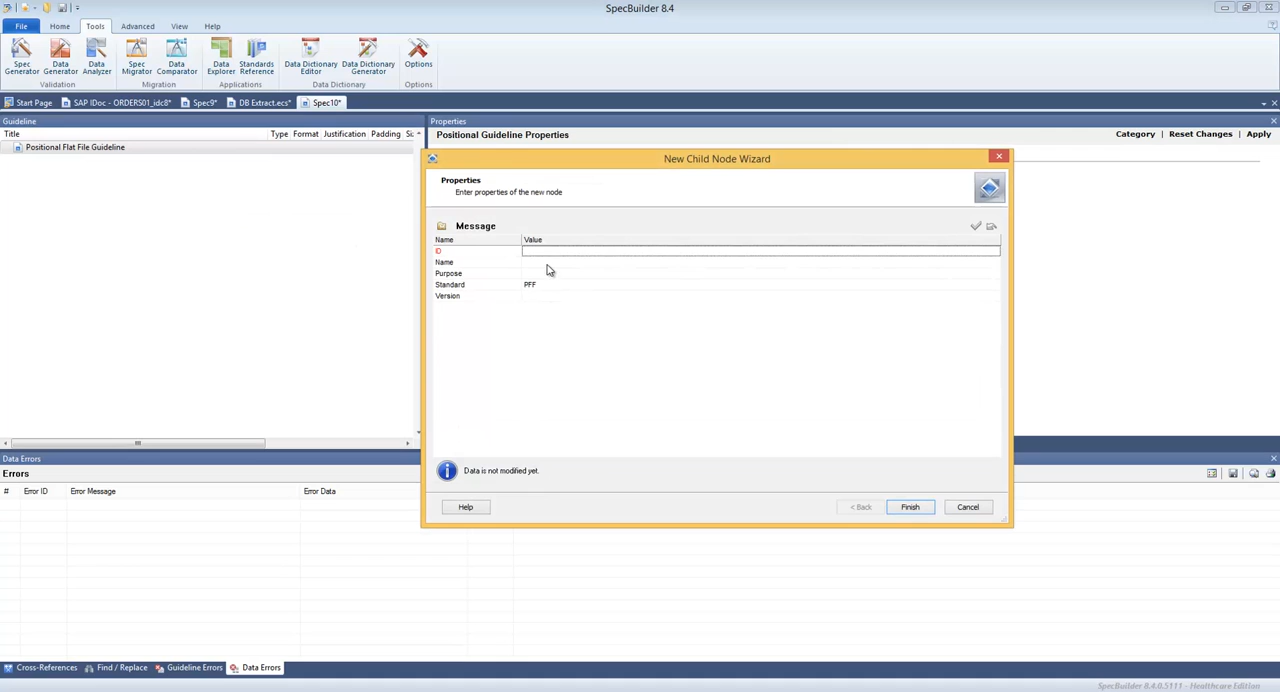 SpecBuilder 8.4
File Home Tools Advanced View Help
Spec Generator Data Generator Data Analyzer Spec Migrator Data Comparator Data Explorer Standards Reference Data Dictionary Editor Data Dictionary Generator Options
Validation Migration Applications Data Dictionary Options
Start Page SAP IDoc - ORDERS01_idc8* Spec9* DB Extract.ecs* Spec10*
Guideline Properties
Title Type Format Justification Padding Positional Guideline Properties Category | Reset Changes | Apply
Positional Flat File Guideline
New Child Node Wizard
Properties
Enter properties of the new node
Message
Name Value
ID
Name
Purpose
Standard PFF
Version
Data is not modified yet.
Help < Back Finish Cancel
Data Errors
Errors
# Error ID Error Message Error Data
Cross-References Find / Replace Guideline Errors Data Errors
SpecBuilder 8.4.0.5111 - Healthcare Edition